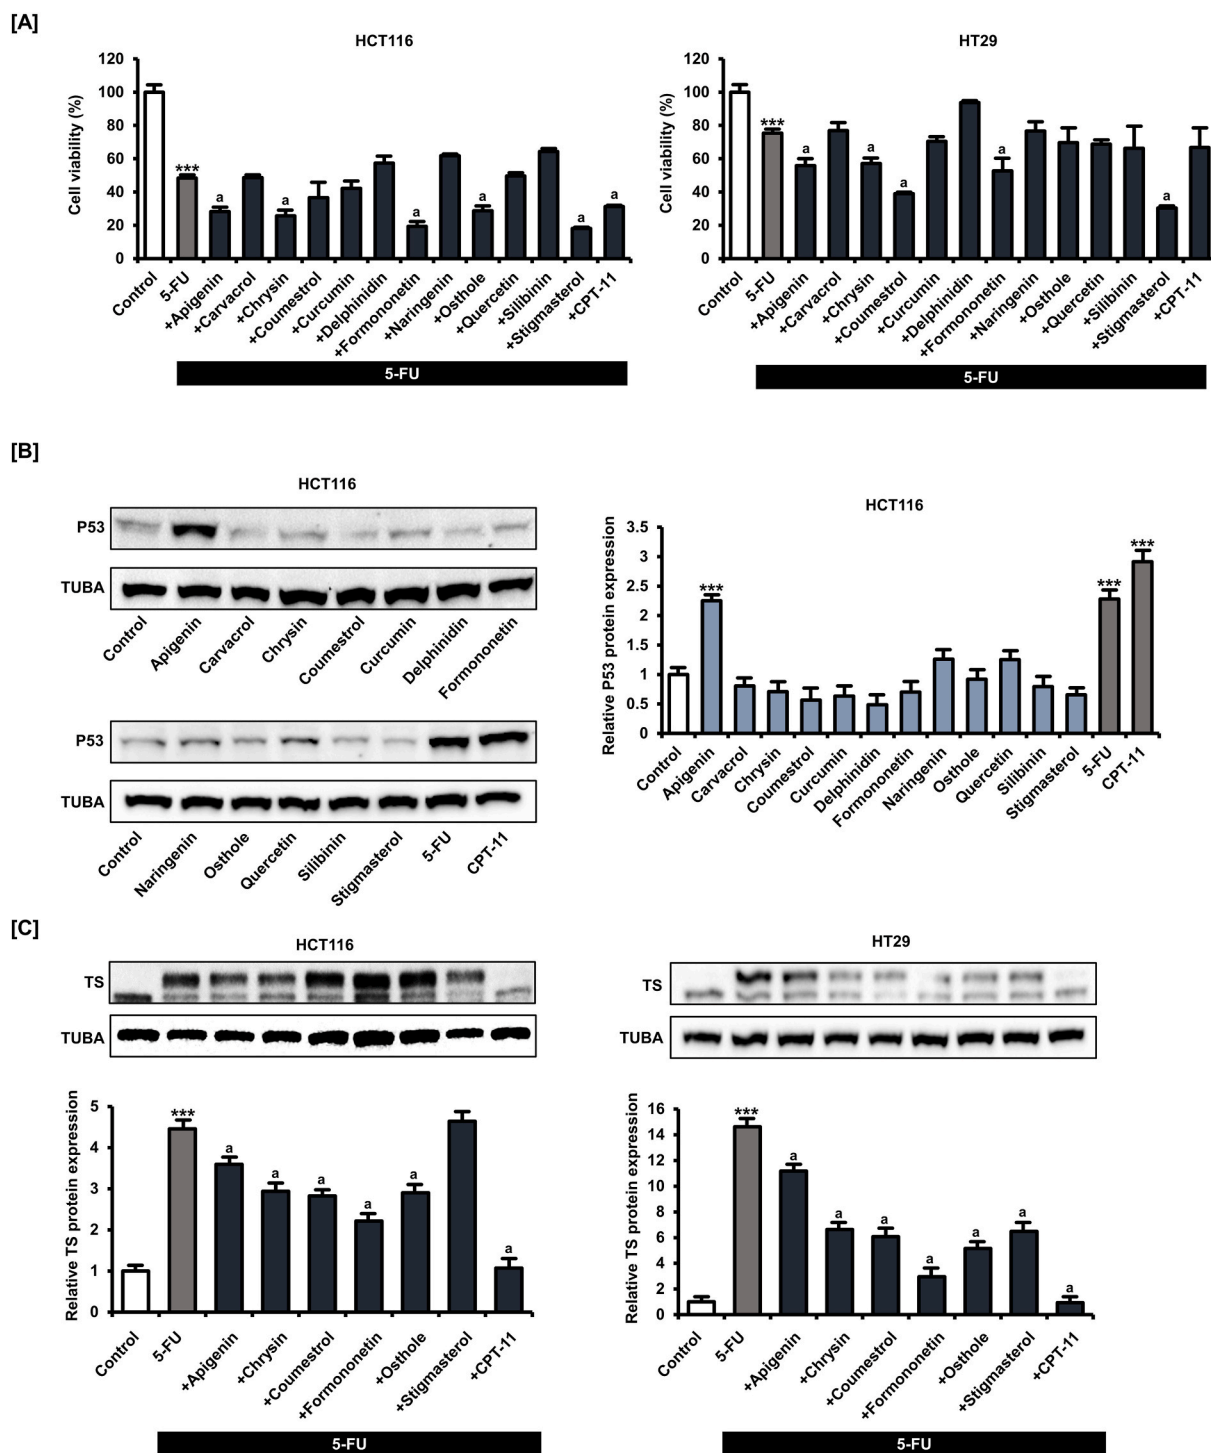 [A]
HCT116
Cell viability (%)
120
100
80
60
40
20
0
***
a
a
a
a
a
a
Control
5-FU
+Apigenin
+Carvacrol
+Chrysin
+Coumestrol
+Curcumin
+Delphinidin
+Formononetin
+Naringenin
+Osthole
+Quercetin
+Silibinin
+Stigmasterol
+CPT-11
5-FU
HT29
Cell viability (%)
120
100
80
60
40
20
0
***
a
a
a
a
a
Control
5-FU
+Apigenin
+Carvacrol
+Chrysin
+Coumestrol
+Curcumin
+Delphinidin
+Formononetin
+Naringenin
+Osthole
+Quercetin
+Silibinin
+Stigmasterol
+CPT-11
5-FU
[B]
HCT116
P53
TUBA
Control
Apigenin
Carvacrol
Chrysin
Coumestrol
Curcumin
Delphinidin
Formononetin
P53
TUBA
Control
Naringenin
Osthole
Quercetin
Silibinin
Stigmasterol
5-FU
CPT-11
HCT116
Relative P53 protein expression
3.5
3
2.5
2
1.5
1
0.5
0
***
***
***
Control
Apigenin
Carvacrol
Chrysin
Coumestrol
Curcumin
Delphinidin
Formononetin
Naringenin
Osthole
Quercetin
Silibinin
Stigmasterol
5-FU
CPT-11
[C]
HCT116
TS
TUBA
Relative TS protein expression
5
4
3
2
1
0
***
a
a
a
a
a
a
Control
5-FU
+Apigenin
+Chrysin
+Coumestrol
+Formononetin
+Osthole
+Stigmasterol
+CPT-11
5-FU
HT29
TS
TUBA
Relative TS protein expression
16
14
12
10
8
6
4
2
0
***
a
a
a
a
a
a
a
Control
5-FU
+Apigenin
+Chrysin
+Coumestrol
+Formononetin
+Osthole
+Stigmasterol
+CPT-11
5-FU